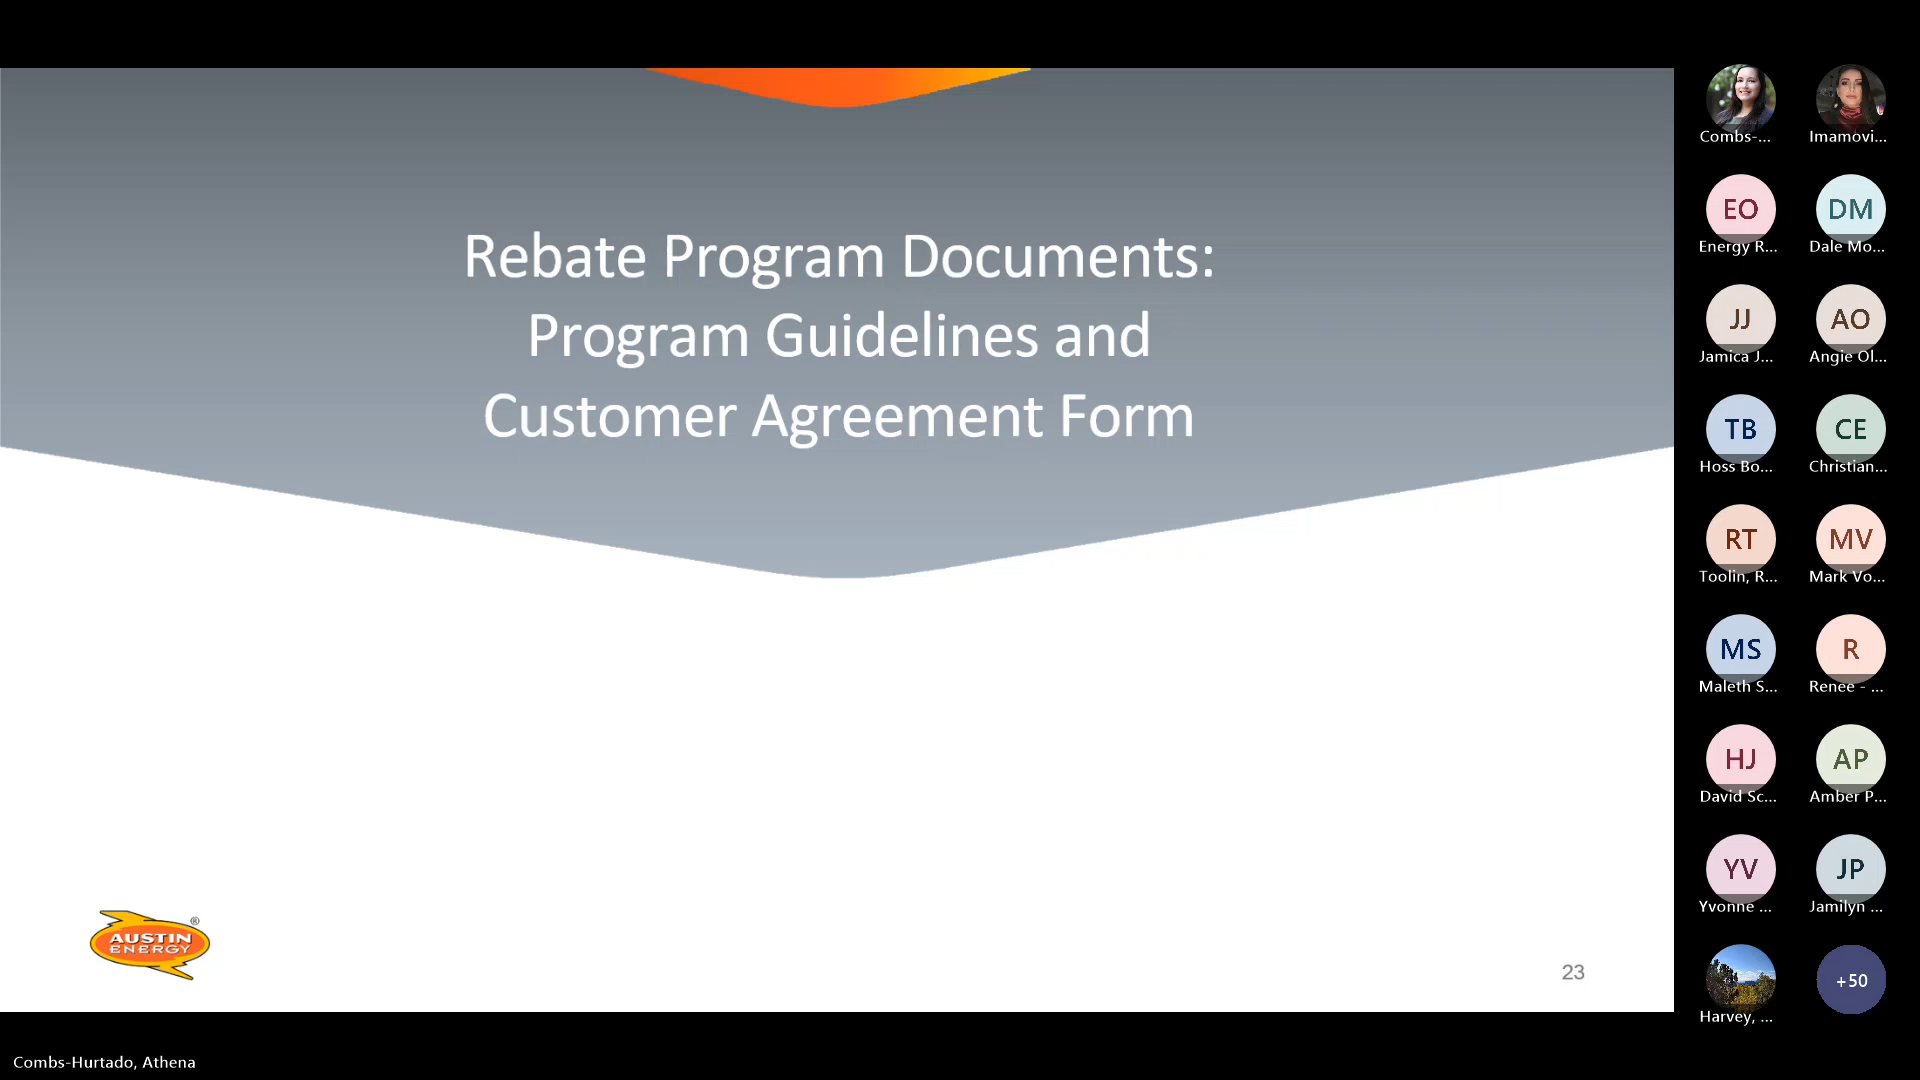 Rebate Program Documents:
Program Guidelines and
Customer Agreement Form
AUSTIN
ENERGY
®
23
Combs-Hurtado, Athena
Combs-...
Imamovi...
EO
Energy R...
DM
Dale Mo...
JJ
Jamica J...
AO
Angie Ol...
TB
Hoss Bo...
CE
Christian...
RT
Toolin, R...
MV
Mark Vo...
MS
Maleth S...
R
Renee - ...
HJ
David Sc...
AP
Amber P...
YV
Yvonne ...
JP
Jamilyn ...
Harvey, ...
+50